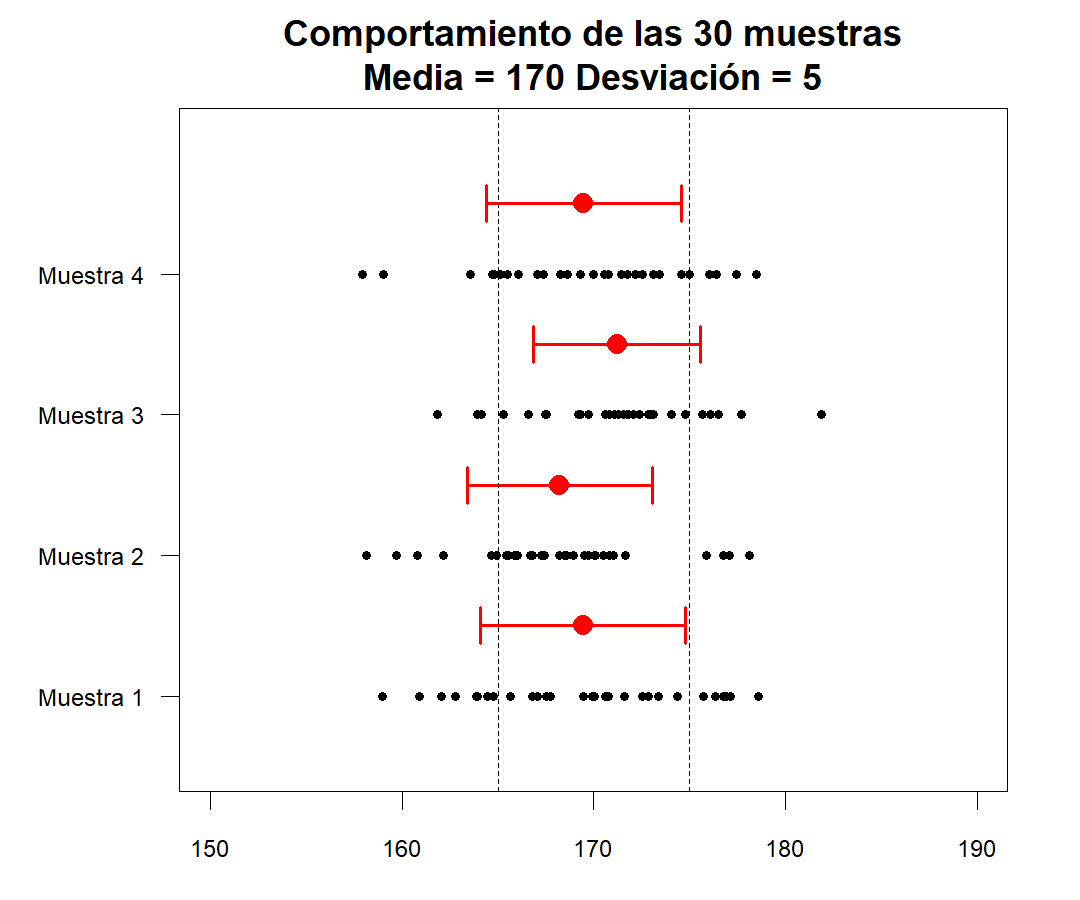 Comportamiento de las 30 muestras
Media = 170 Desviación = 5
Muestra 4
Muestra 3
Muestra 2
Muestra 1
150 160 170 180 190